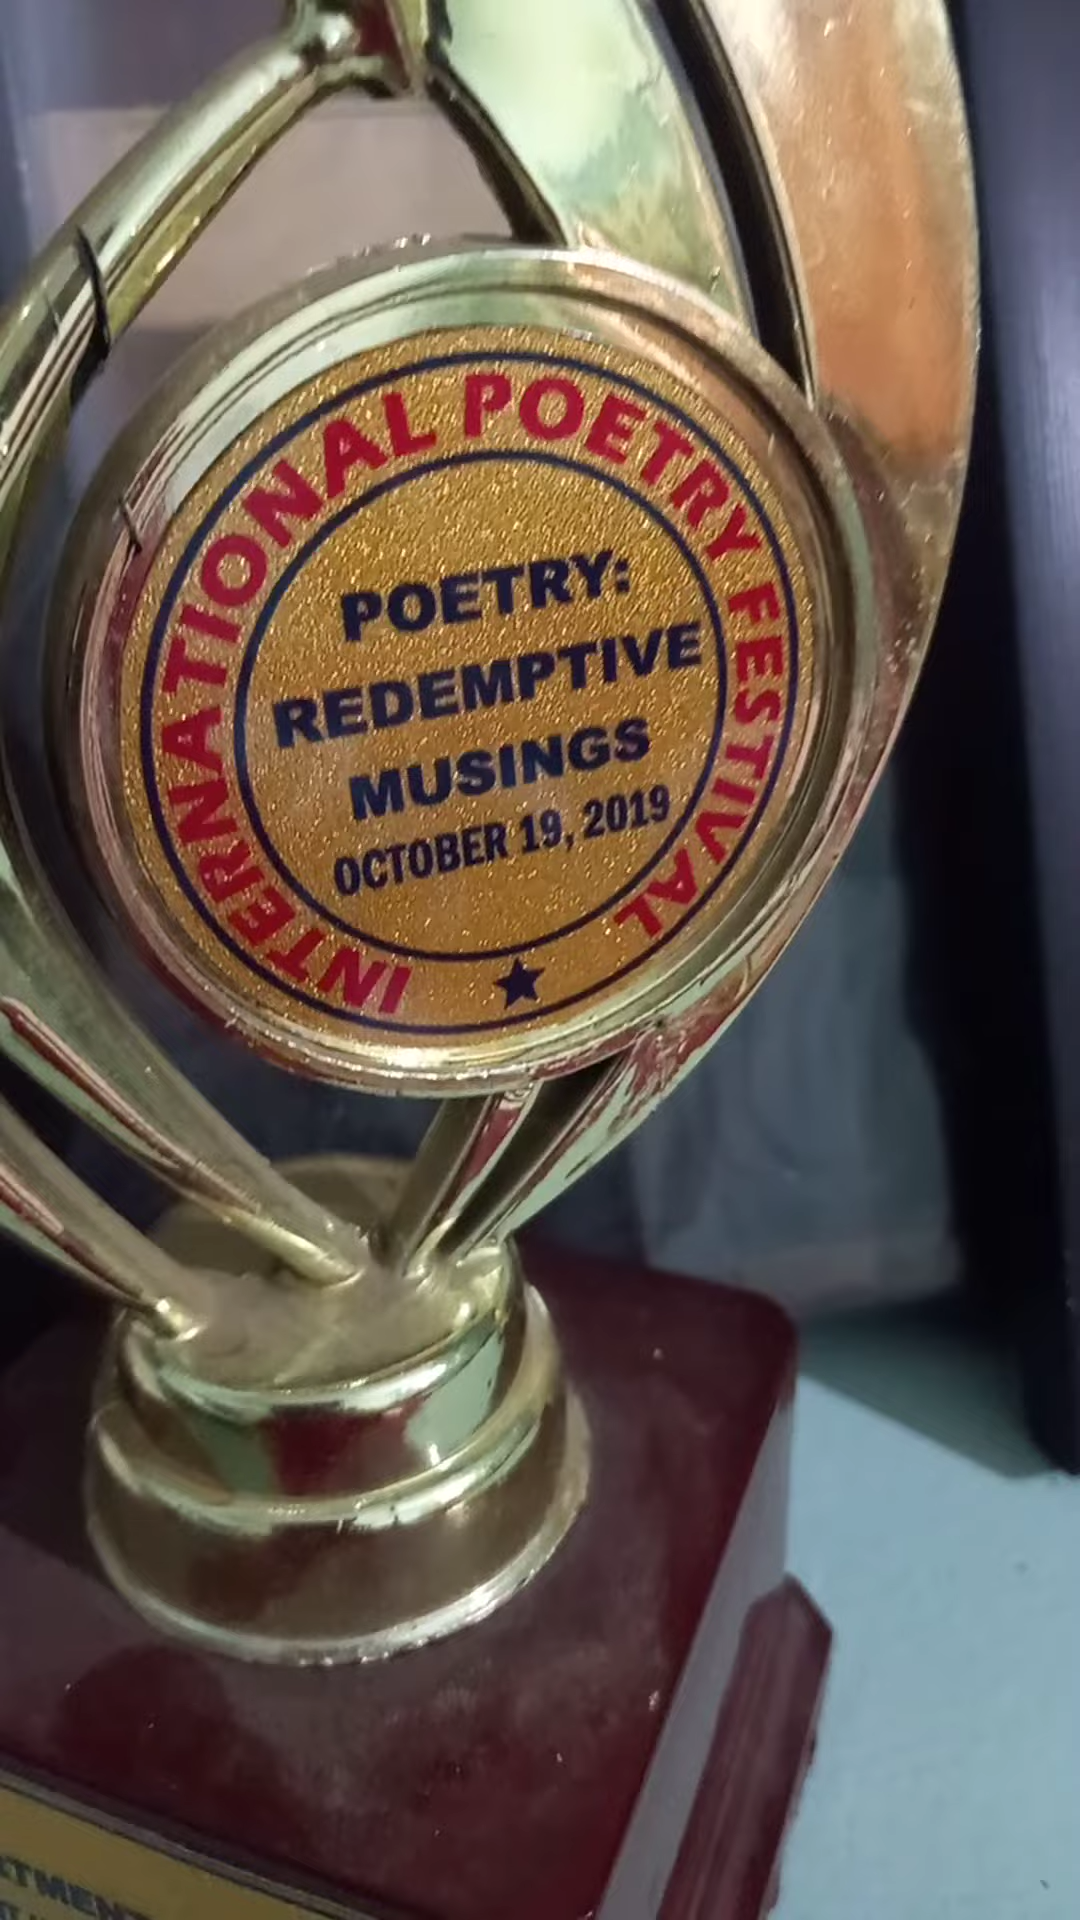 INTERNATIONAL POETRY FESTIVAL
POETRY:
REDEMPTIVE
MUSINGS
OCTOBER 19, 2019